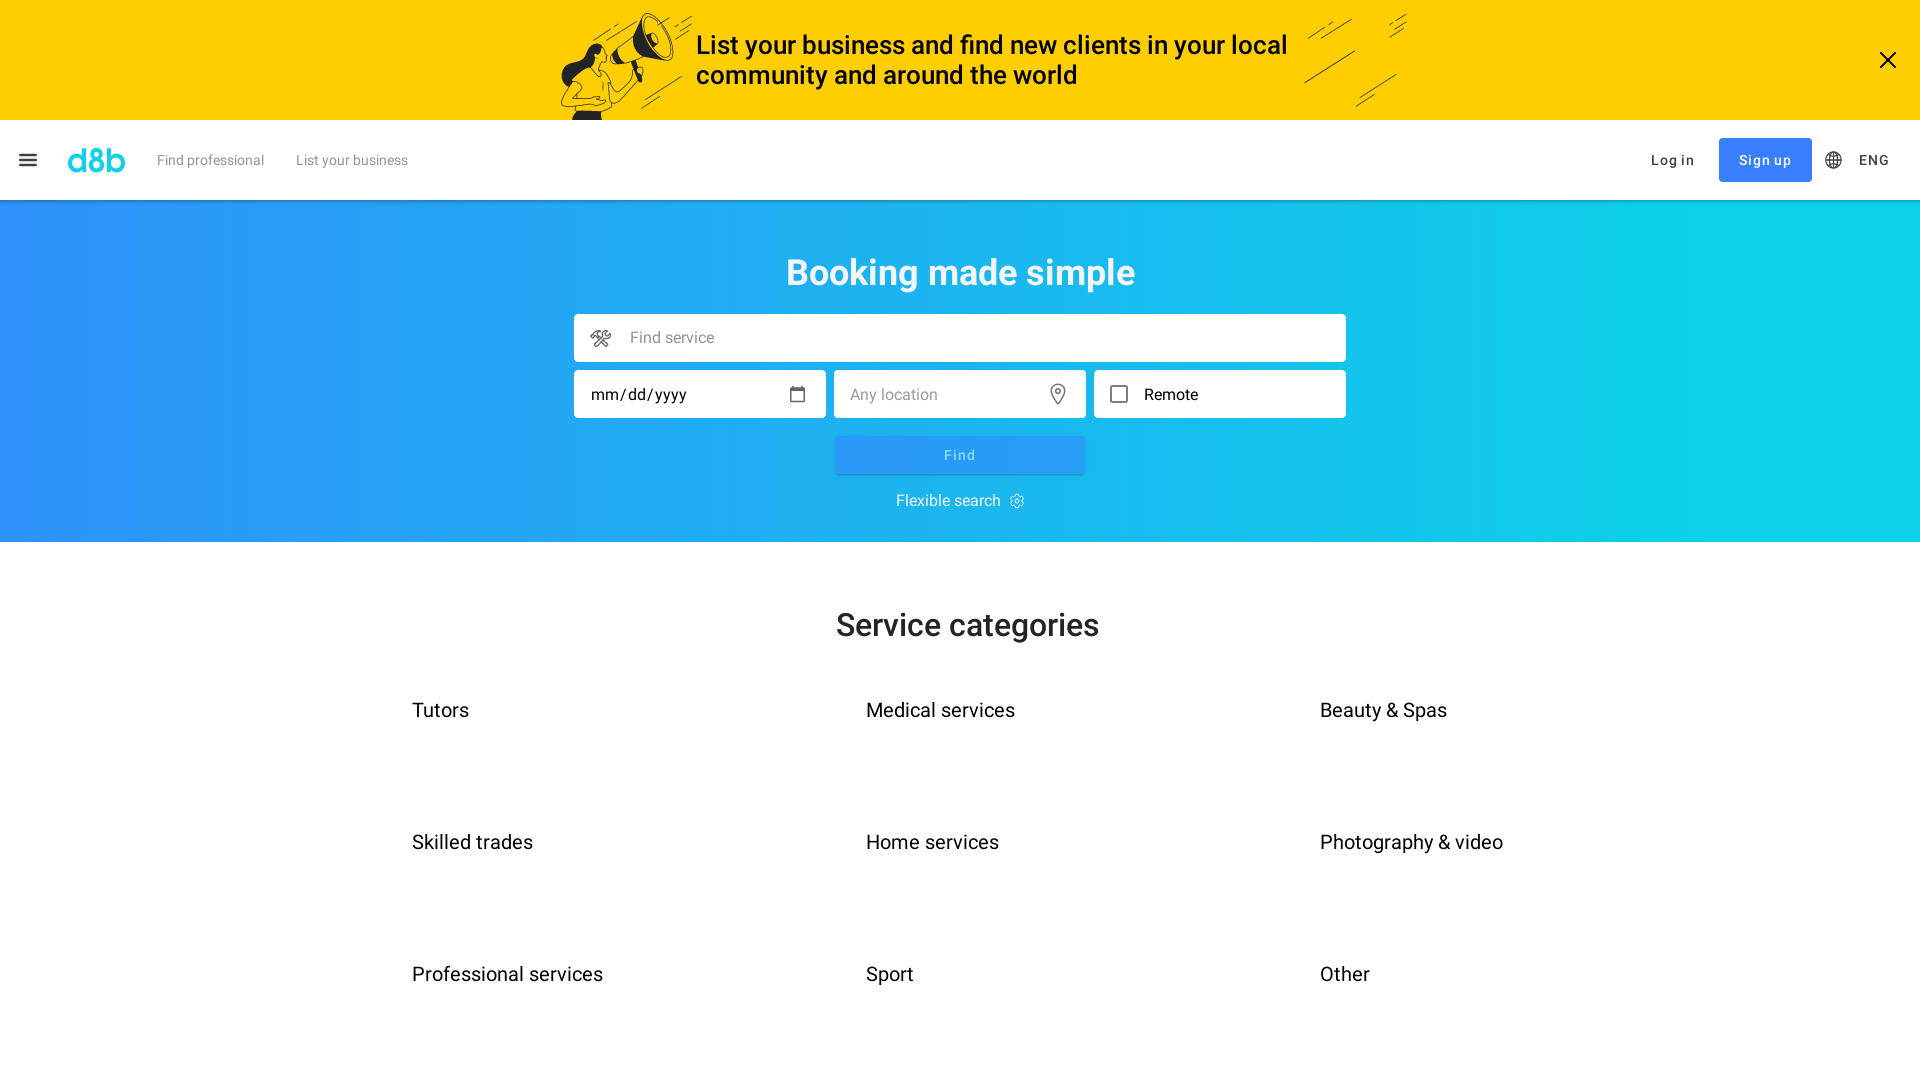 List your business and find new clients in your local
community and around the world
d8b
Find professional
List your business
Log in
Sign up
ENG
Booking made simple
Find service
mm/dd/yyyy
Any location
Remote
Find
Flexible search
Service categories
Tutors
Medical services
Beauty & Spas
Skilled trades
Home services
Photography & video
Professional services
Sport
Other